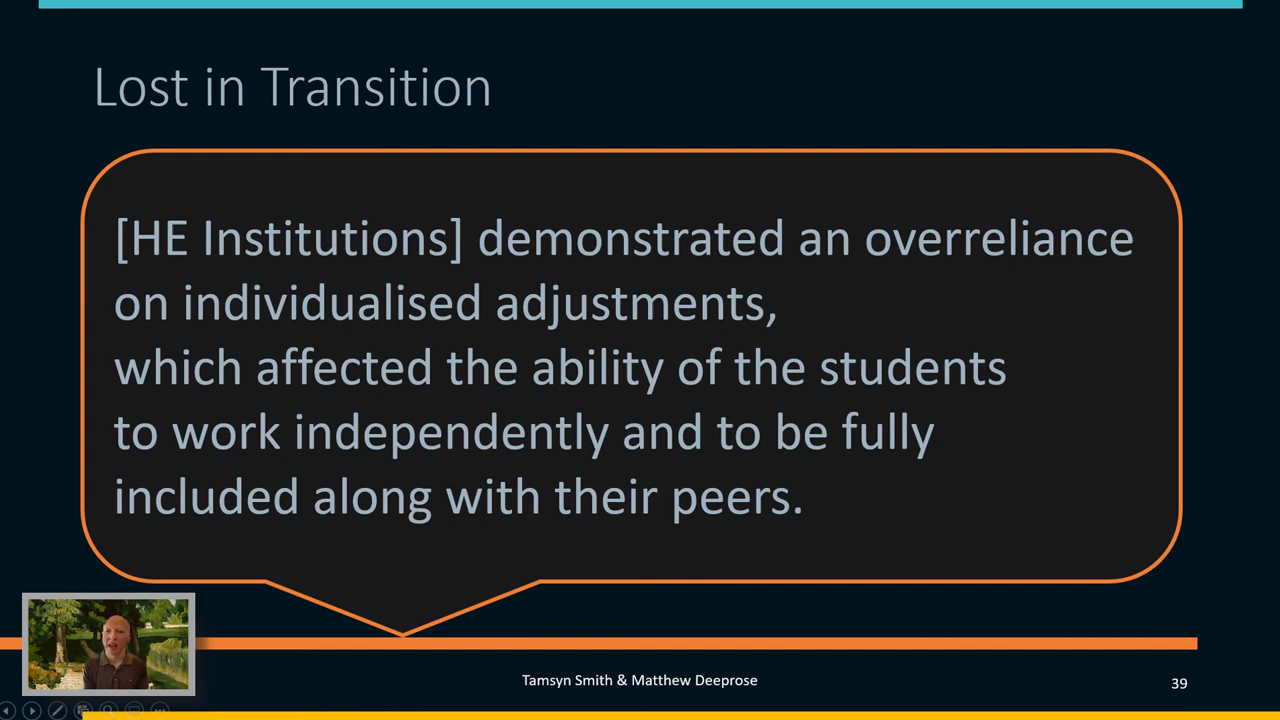 Lost in Transition
[HE Institutions] demonstrated an overreliance
on individualised adjustments,
which affected the ability of the students
to work independently and to be fully
included along with their peers.
Tamsyn Smith & Matthew Deeprose
39